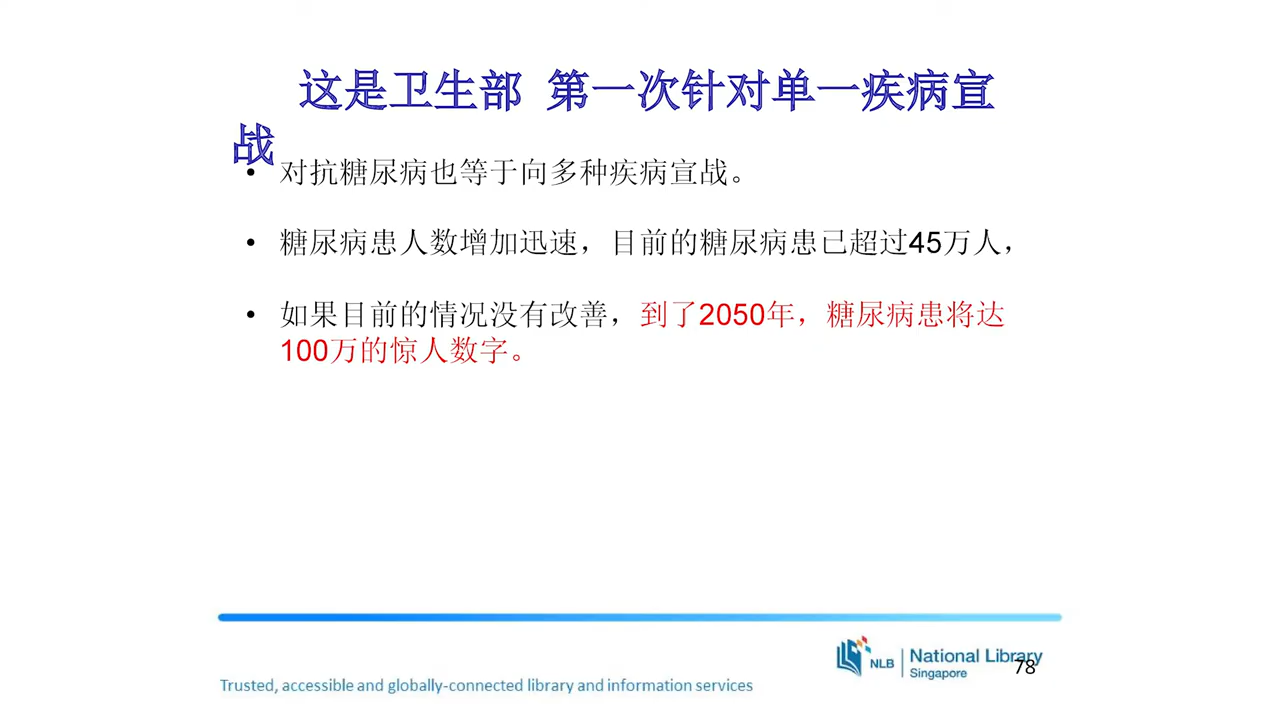 这是卫生部 第一次针对单一疾病宣
战
• 对抗糖尿病也等于向多种疾病宣战。
• 糖尿病患人数增加迅速，目前的糖尿病患已超过45万人，
• 如果目前的情况没有改善，到了2050年，糖尿病患将达
100万的惊人数字。
NLB National Library
Singapore
78
Trusted, accessible and globally-connected library and information services